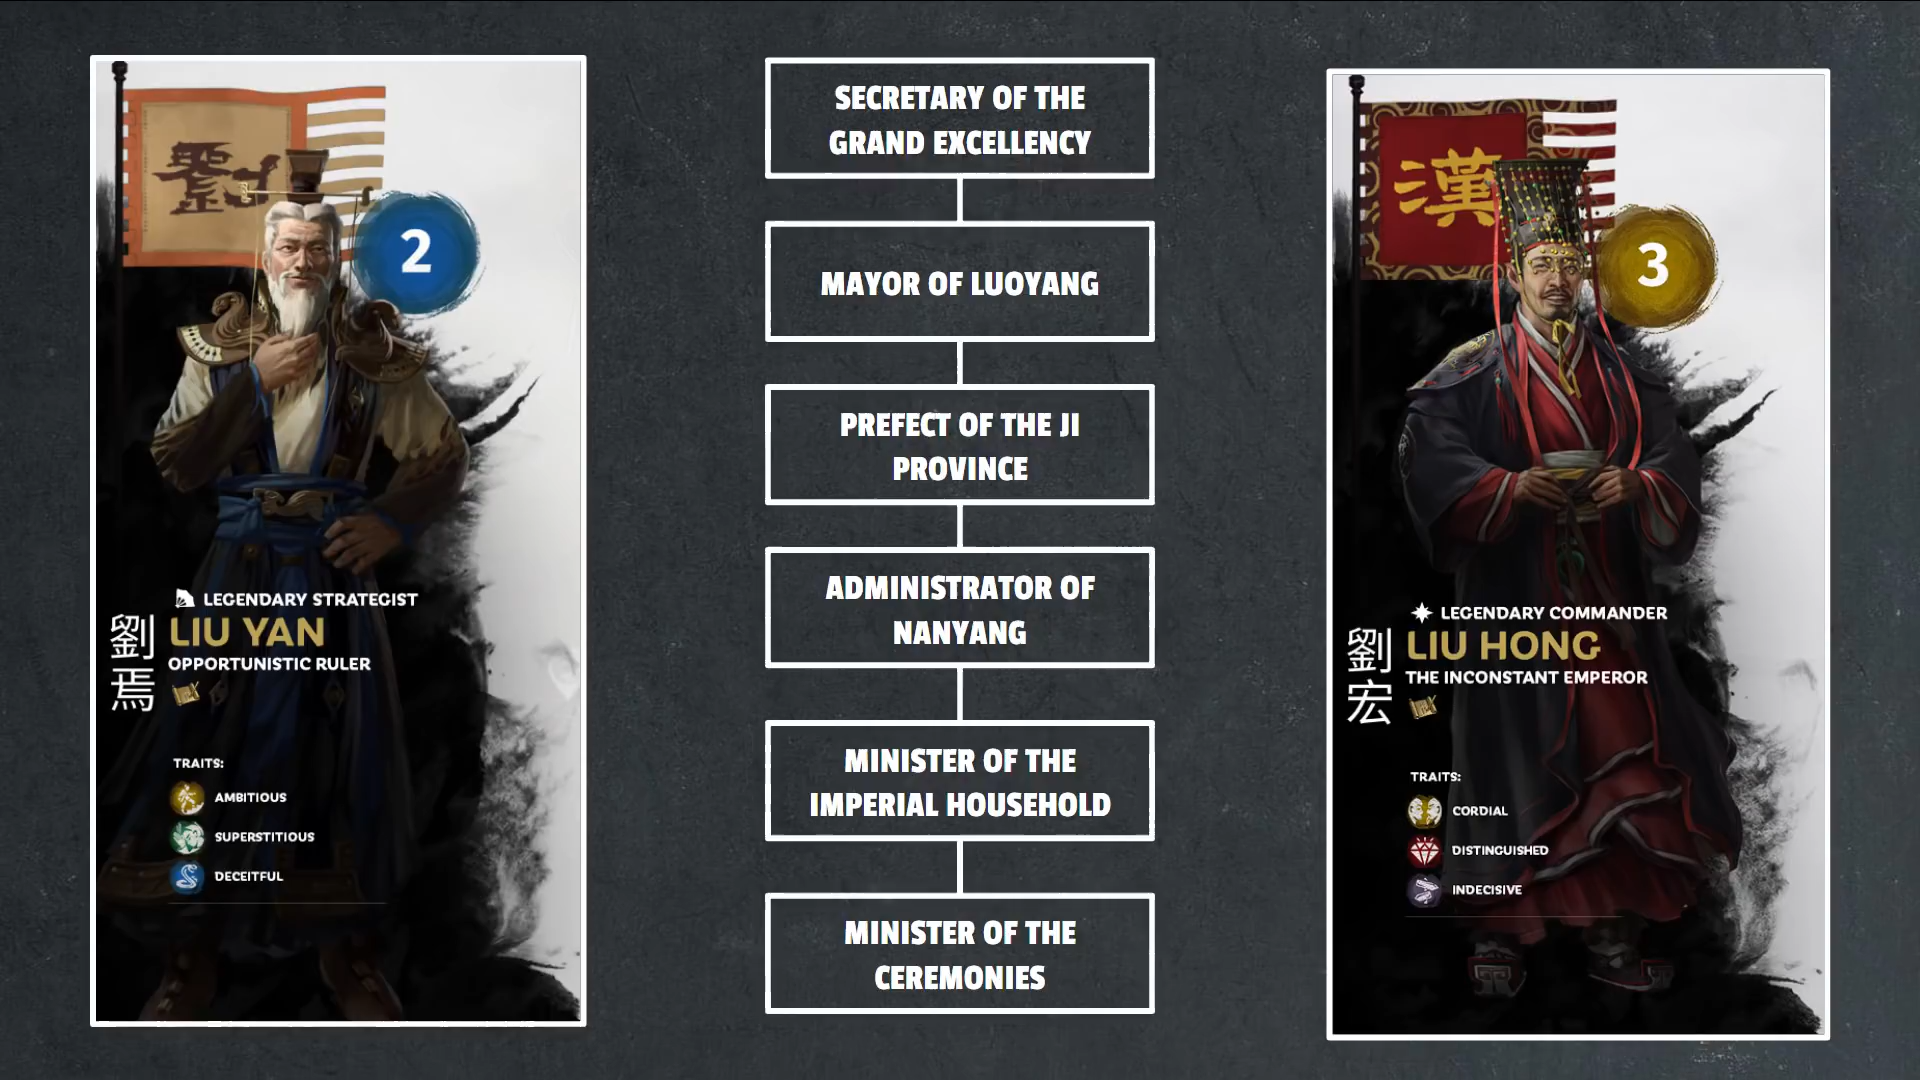 劉
2
LEGENDARY STRATEGIST
劉焉
LIU YAN
OPPORTUNISTIC RULER
TRAITS:
AMBITIOUS
SUPERSTITIOUS
DECEITFUL
SECRETARY OF THE
GRAND EXCELLENCY
MAYOR OF LUOYANG
PREFECT OF THE JI
PROVINCE
ADMINISTRATOR OF
NANYANG
MINISTER OF THE
IMPERIAL HOUSEHOLD
MINISTER OF THE
CEREMONIES
漢
3
LEGENDARY COMMANDER
劉宏
LIU HONG
THE INCONSTANT EMPEROR
TRAITS:
CORDIAL
DISTINGUISHED
INDECISIVE